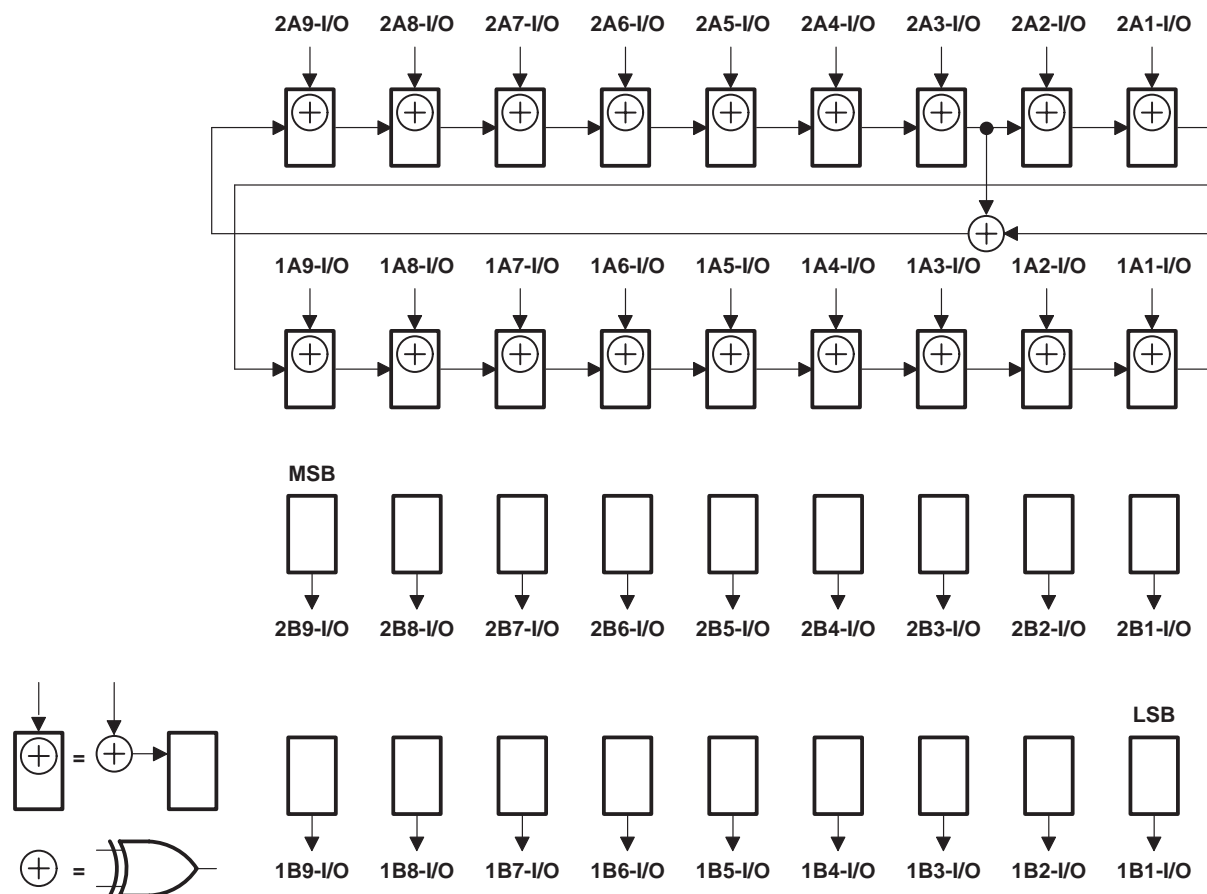 2A9-I/O 2A8-I/O 2A7-I/O 2A6-I/O 2A5-I/O 2A4-I/O 2A3-I/O 2A2-I/O 2A1-I/O
1A9-I/O 1A8-I/O 1A7-I/O 1A6-I/O 1A5-I/O 1A4-I/O 1A3-I/O 1A2-I/O 1A1-I/O
MSB
2B9-I/O 2B8-I/O 2B7-I/O 2B6-I/O 2B5-I/O 2B4-I/O 2B3-I/O 2B2-I/O 2B1-I/O
LSB
=
=
1B9-I/O 1B8-I/O 1B7-I/O 1B6-I/O 1B5-I/O 1B4-I/O 1B3-I/O 1B2-I/O 1B1-I/O